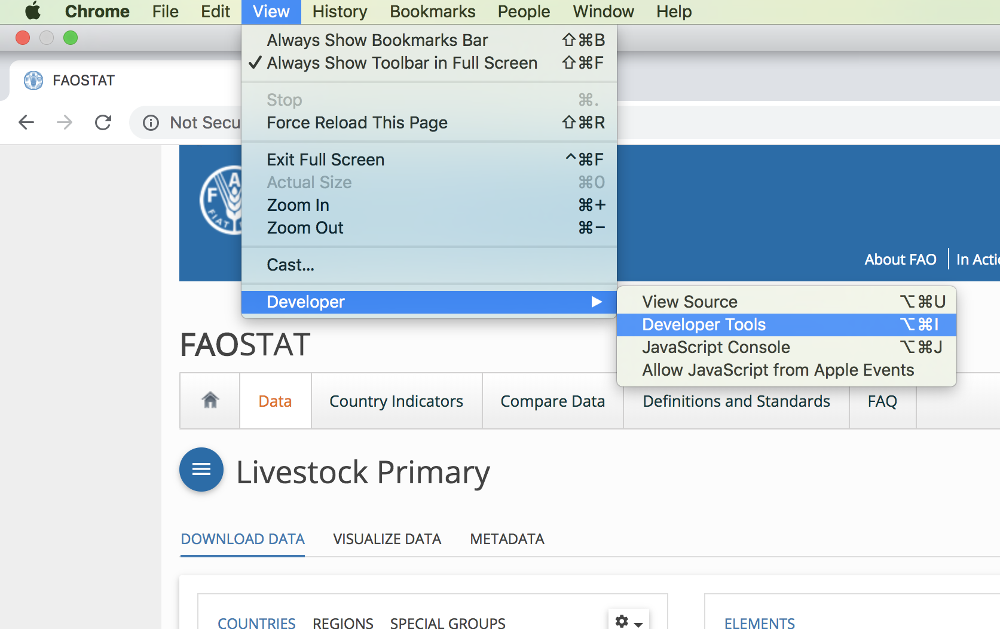 Chrome File Edit View History Bookmarks People Window Help
Always Show Bookmarks Bar ⇧⌘B
✓ Always Show Toolbar in Full Screen ⇧⌘F
FAOSTAT
Stop ⌘.
Not Secu
Force Reload This Page ⇧⌘R
Exit Full Screen ^⌘F
Actual Size ⌘0
Zoom In ⌘+
Zoom Out ⌘−
F A
FIAT
Cast...
About FAO In Actio
Developer ▶
View Source ⌥⌘U
Developer Tools ⌥⌘I
JavaScript Console ⌥⌘J
Allow JavaScript from Apple Events
FAOSTAT
Data Country Indicators Compare Data Definitions and Standards FAQ
Livestock Primary
DOWNLOAD DATA VISUALIZE DATA METADATA
COUNTRIES REGIONS SPECIAL GROUPS
ELEMENTS